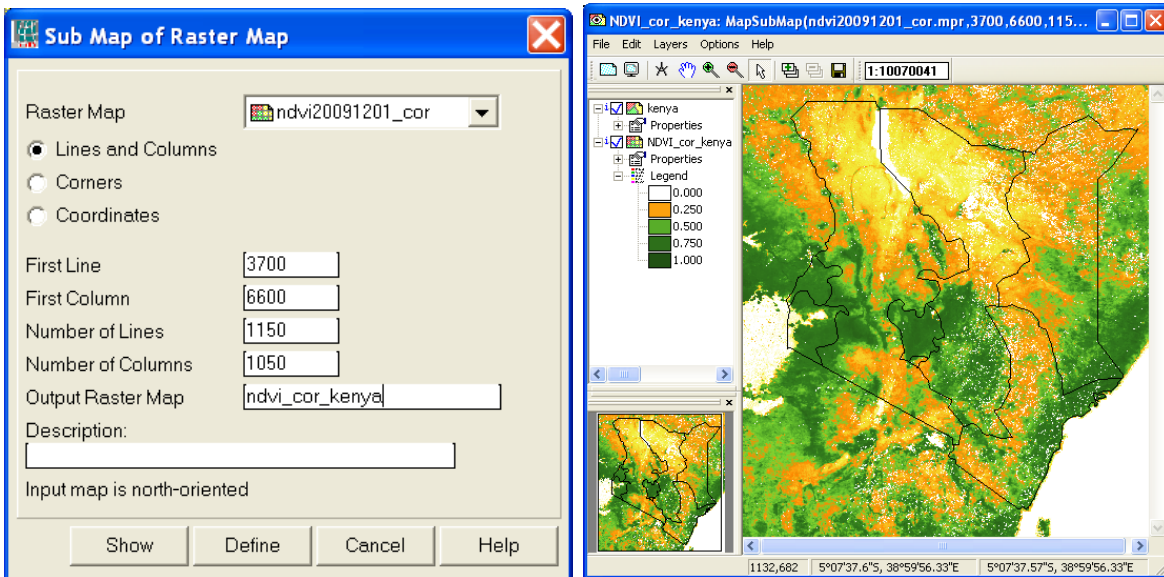 Sub Map of Raster Map
Raster Map ndvi20091201_cor
Lines and Columns
Corners
Coordinates
First Line 3700
First Column 6600
Number of Lines 1150
Number of Columns 1050
Output Raster Map ndvi_cor_kenya
Description:
Input map is north-oriented
Show Define Cancel Help
NDVI_cor_kenya: MapSubMap(ndvi20091201_cor.mpr,3700,6600,115...
File Edit Layers Options Help
1:10070041
kenya
Properties
NDVI_cor_kenya
Properties
Legend
0.000
0.250
0.500
0.750
1.000
1132,682 5°07'37.6"S, 38°59'56.33"E 5°07'37.57"S, 38°59'56.33"E